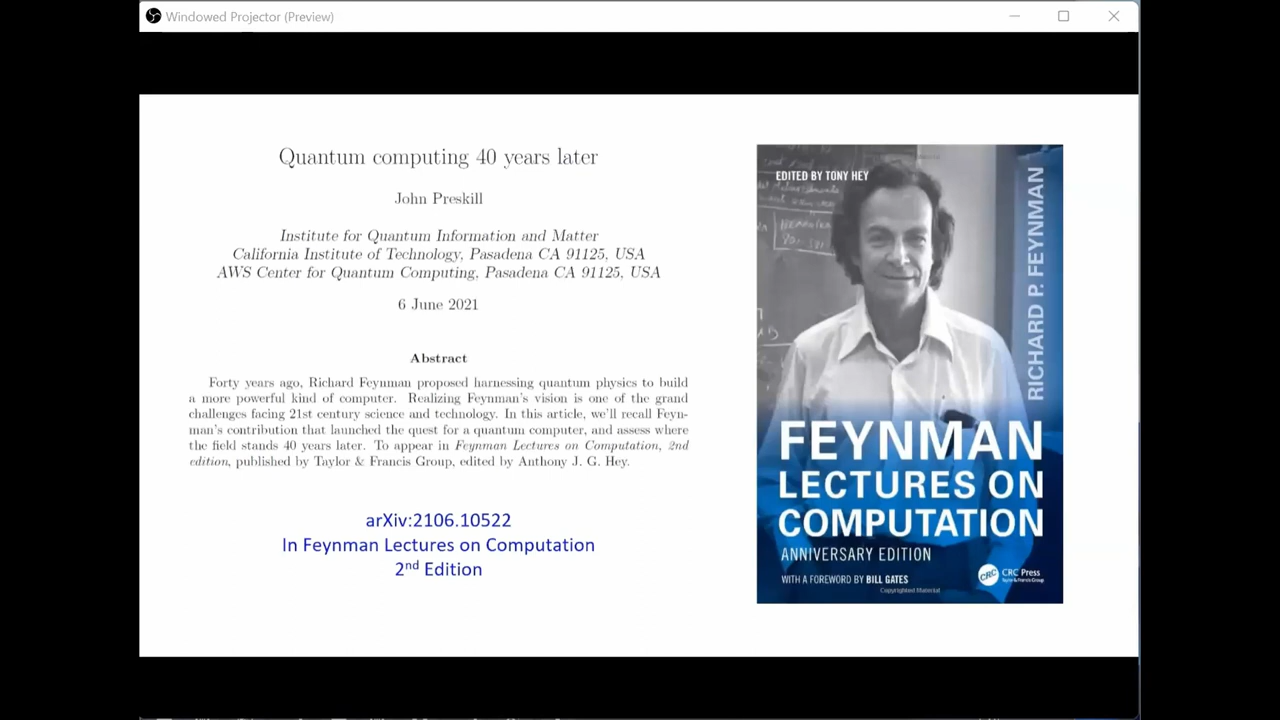 Windowed Projector (Preview)
Quantum computing 40 years later
John Preskill
Institute for Quantum Information and Matter
California Institute of Technology, Pasadena CA 91125, USA
AWS Center for Quantum Computing, Pasadena CA 91125, USA
6 June 2021
Abstract
Forty years ago, Richard Feynman proposed harnessing quantum physics to build
a more powerful kind of computer. Realizing Feynman's vision is one of the grand
challenges facing 21st century science and technology. In this article, we'll recall Feyn-
man's contribution that launched the quest for a quantum computer, and assess where
the field stands 40 years later. To appear in Feynman Lectures on Computation, 2nd
edition, published by Taylor & Francis Group, edited by Anthony J. G. Hey.
arXiv:2106.10522
In Feynman Lectures on Computation
2nd Edition
EDITED BY TONY HEY
RICHARD P. FEYNMAN
FEYNMAN
LECTURES ON
COMPUTATION
ANNIVERSARY EDITION
WITH A FOREWORD BY BILL GATES
CRC
CRC Press
Taylor & Francis Group
Copyrighted Material